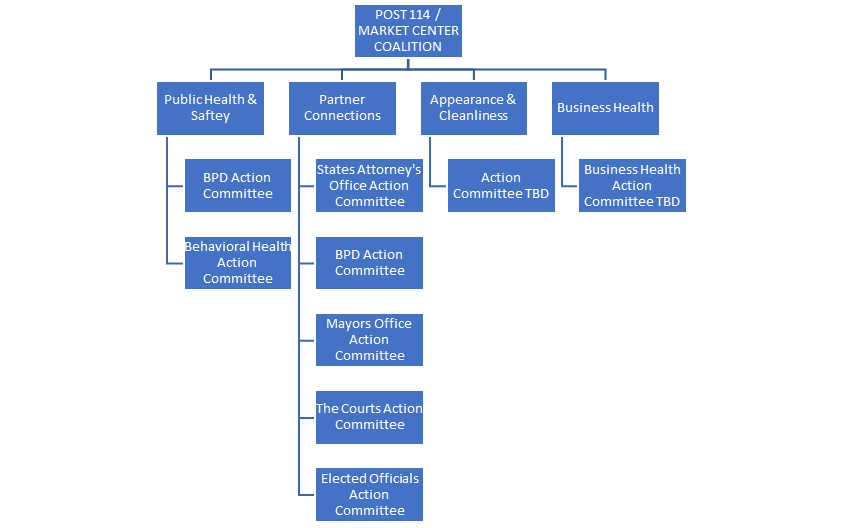 POST 114 /
MARKET CENTER
COALITION
Public Health &
Saftey
Partner
Connections
Appearance &
Cleanliness
Business Health
BPD Action
Committee
Behavioral Health
Action
Committee
States Attorney's
Office Action
Committee
BPD Action
Committee
Mayors Office
Action
Committee
The Courts Action
Committee
Elected Officials
Action
Committee
Action
Committee TBD
Business Health
Action
Committee TBD